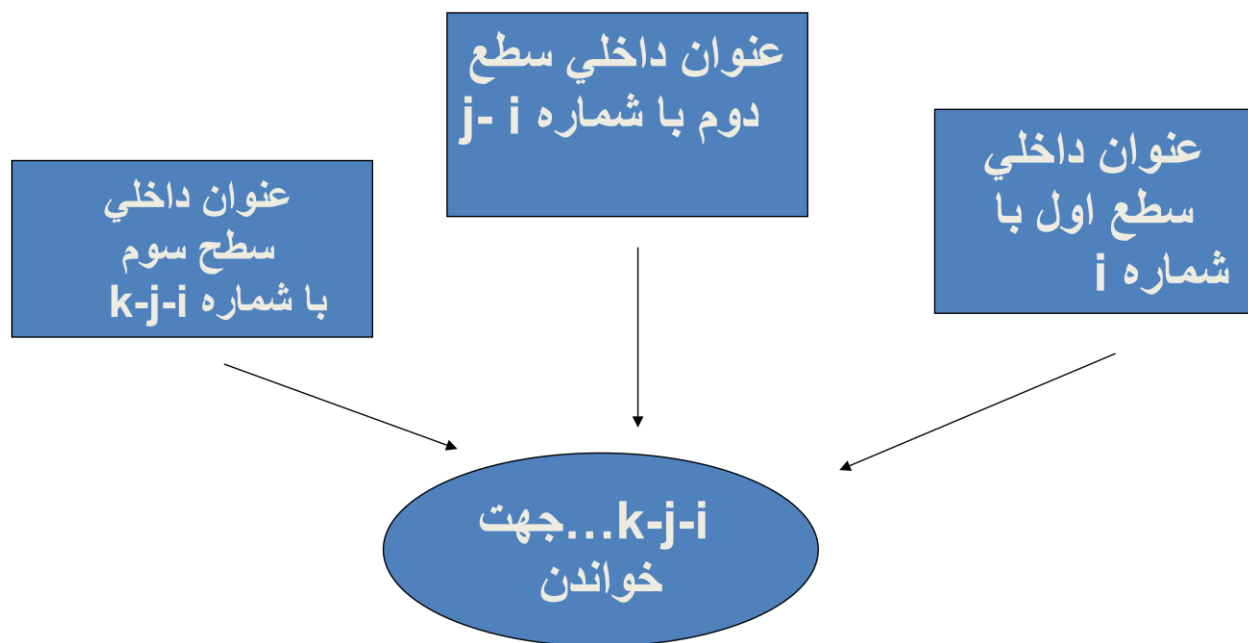 عنوان داخلي
سطع اول با
شماره i
عنوان داخلي سطع
دوم با شماره j- i
عنوان داخلي
سطح سوم
با شماره k-j-i
k-j-i...جهت
خواندن